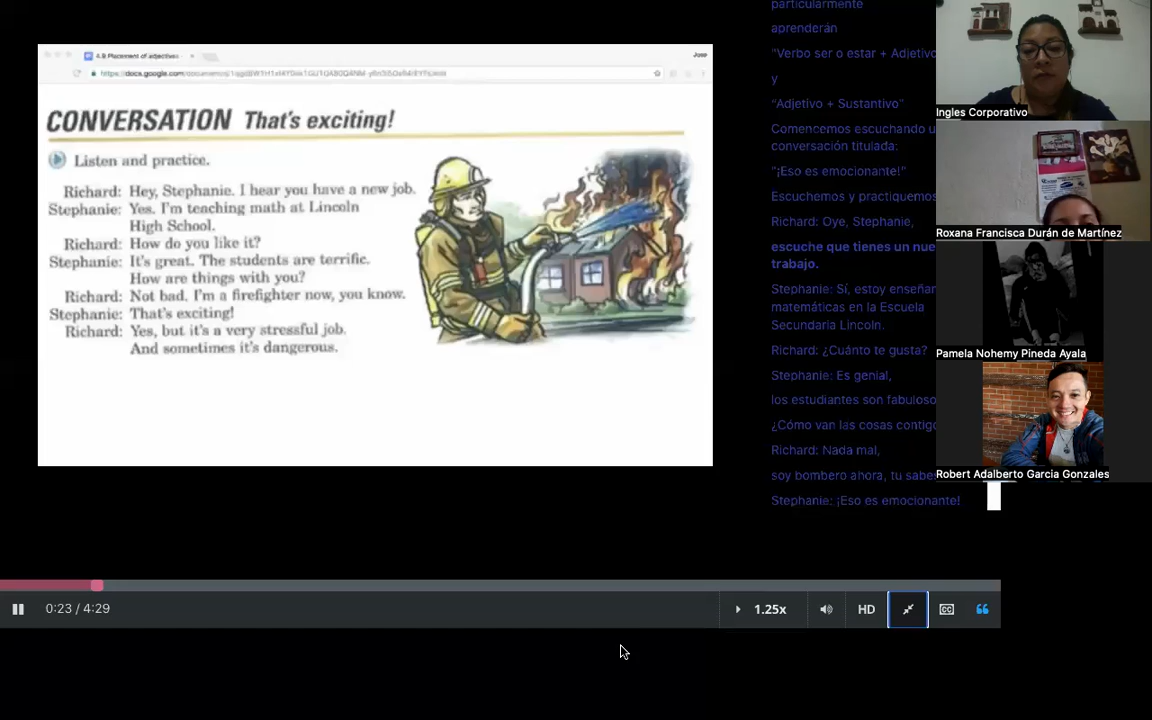 4.9 Placement of adjectives
CONVERSATION That's exciting!
Listen and practice.
Richard: Hey, Stephanie. I hear you have a new job.
Stephanie: Yes. I'm teaching math at Lincoln
High School.
Richard: How do you like it?
Stephanie: It's great. The students are terrific.
How are things with you?
Richard: Not bad. I'm a firefighter now, you know.
Stephanie: That's exciting!
Richard: Yes, but it's a very stressful job.
And sometimes it's dangerous.
particularmente
aprenderán
"Verbo ser o estar + Adjetivo
y
"Adjetivo + Sustantivo"
Comencemos escuchando u
conversación titulada:
"¡Eso es emocionante!"
Escuchemos y practiquemos
Richard: Oye, Stephanie,
escuche que tienes un nue
trabajo.
Stephanie: Sí, estoy enseñan
matemáticas en la Escuela
Secundaria Lincoln.
Richard: ¿Cuánto te gusta?
Stephanie: Es genial,
los estudiantes son fabuloso
¿Cómo van las cosas contigo
Richard: Nada mal,
soy bombero ahora, tu sabe
Stephanie: ¡Eso es emocionante!
Ingles Corporativo
Roxana Francisca Durán de Martínez
Pamela Nohemy Pineda Ayala
Robert Adalberto Garcia Gonzales
0:23 / 4:29
1.25x
HD
CC